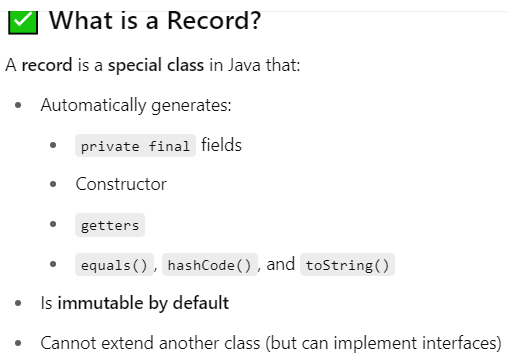 ✅ What is a Record?
A record is a special class in Java that:
• Automatically generates:
• private final fields
• Constructor
• getters
• equals(), hashCode(), and toString()
• Is immutable by default
• Cannot extend another class (but can implement interfaces)